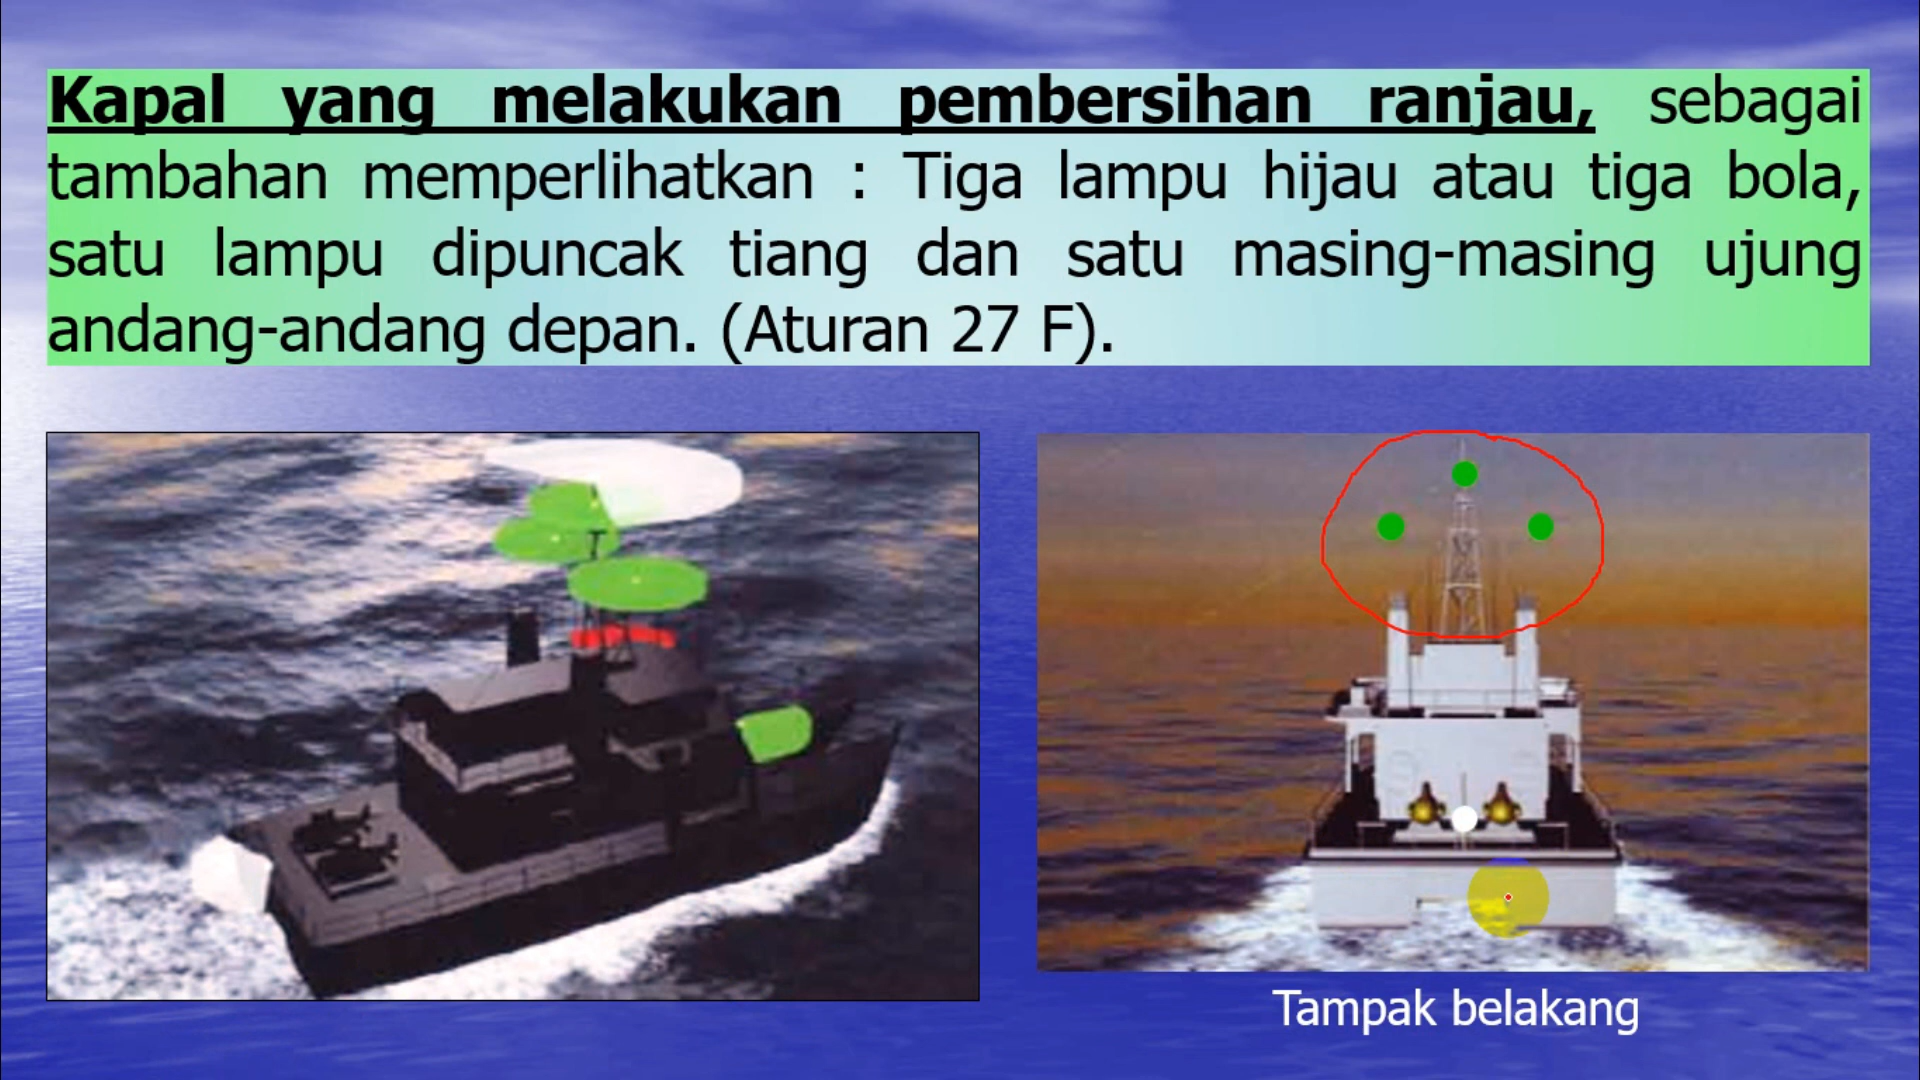 Kapal yang melakukan pembersihan ranjau, sebagai
tambahan memperlihatkan : Tiga lampu hijau atau tiga bola,
satu lampu dipuncak tiang dan satu masing-masing ujung
andang-andang depan. (Aturan 27 F).
Tampak belakang